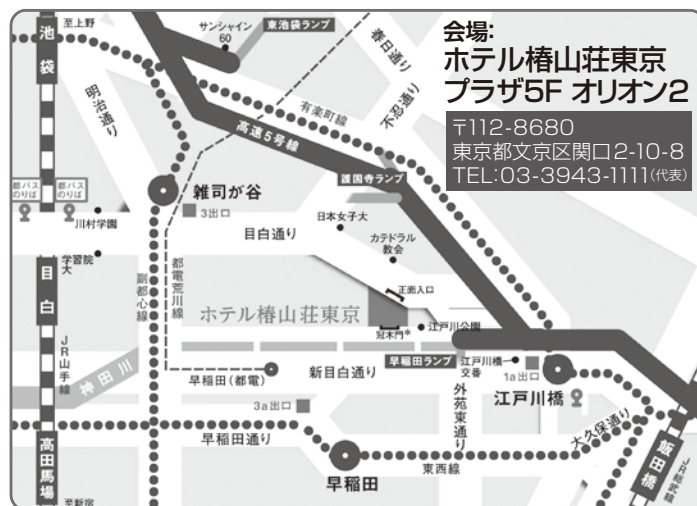 会場:
ホテル椿山荘東京
プラザ5F オリオン2
〒112-8680
東京都文京区関口2-10-8
TEL:03-3943-1111(代表)
至上野
池袋
サンシャイン
60
東池袋ランプ
春日通り
不忍通り
明治通り
有楽町線
高速5号線
護国寺ランプ
都バス
のりば
都バス
のりば
雑司が谷
3出口
川村学園
日本女子大
目白通り
カテドラル
教会
学習院
大
目白
副都心線
都電荒川線
正面入口
ホテル椿山荘東京
冠木門*
江戸川公園
JR山手線
神田川
早稲田ランプ
江戸川橋
交番
1a出口
早稲田(都電)
新目白通り
江戸川橋
3a出口
外苑東通り
大久保通り
早稲田通り
高田馬場
東西線
早稲田
飯田橋
JR総武線
至新宿